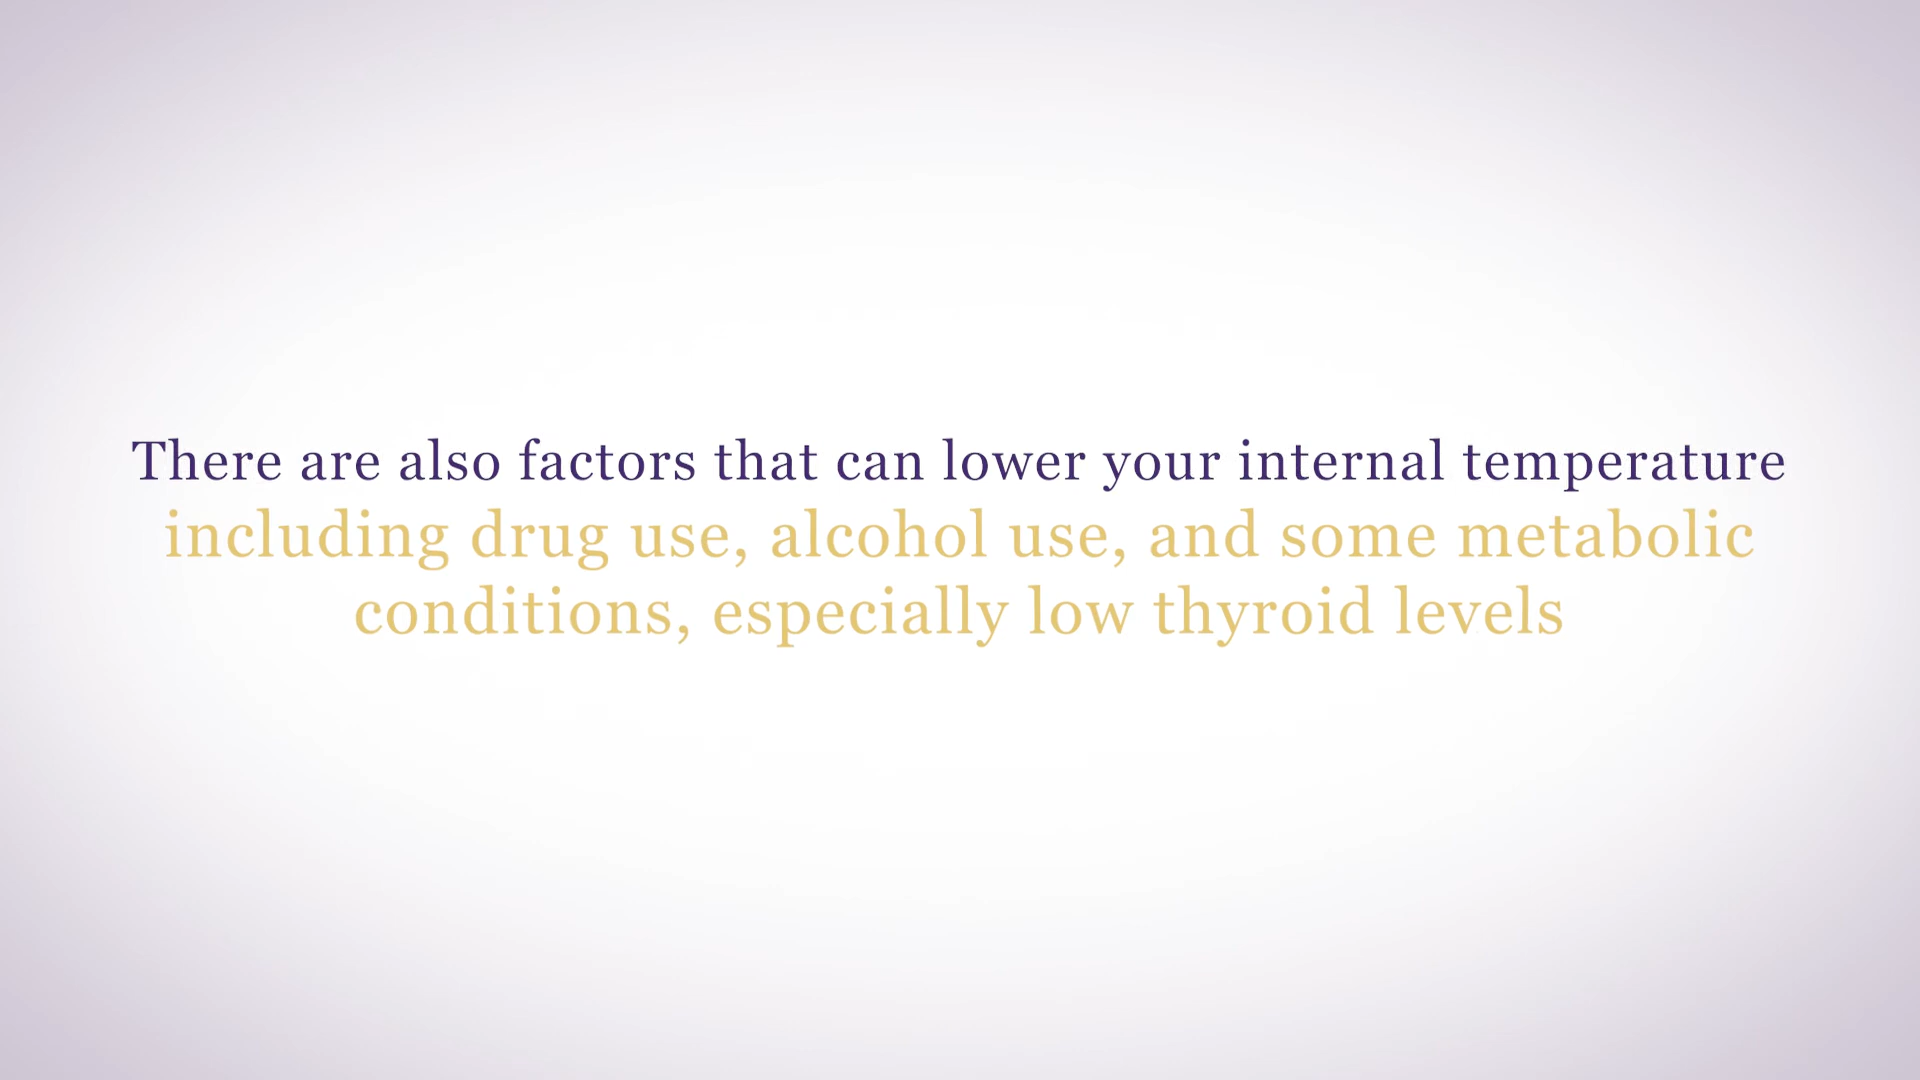 There are also factors that can lower your internal temperature
including drug use, alcohol use, and some metabolic
conditions, especially low thyroid levels